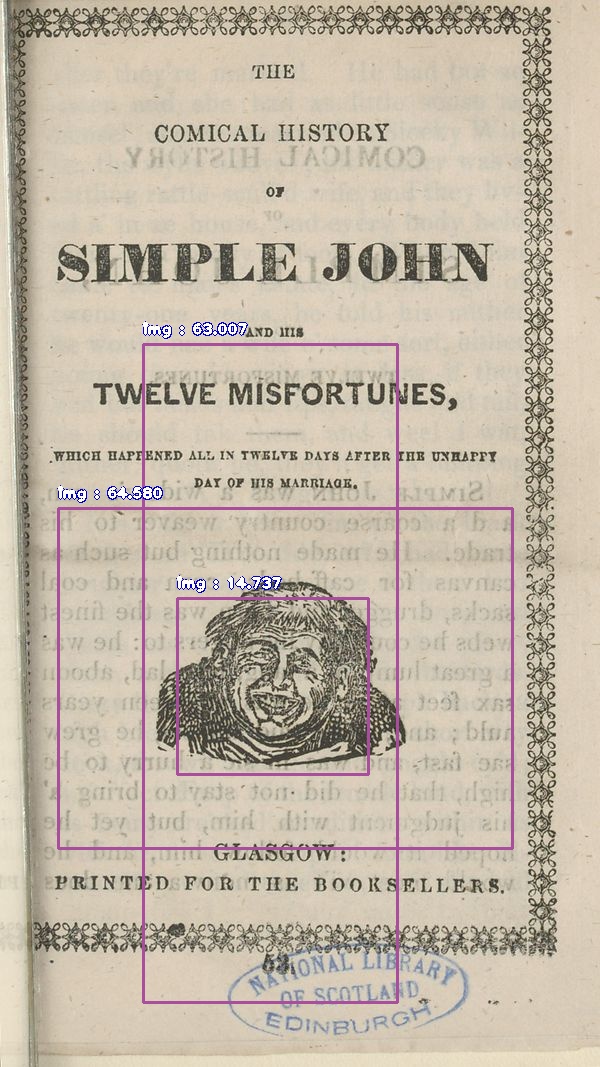 THE
COMICAL HISTORY
OF
SIMPLE JOHN
AND HIS
TWELVE MISFORTUNES,
WHICH HAPPENED ALL IN TWELVE DAYS AFTER THE UNHAPPY
DAY OF HIS MARRIAGE.
GLASGOW:
PRINTED FOR THE BOOKSELLERS.
53.
NATIONAL LIBRARY
OF SCOTLAND
EDINBURGH
img : 63.007
img : 64.580
img : 14.737